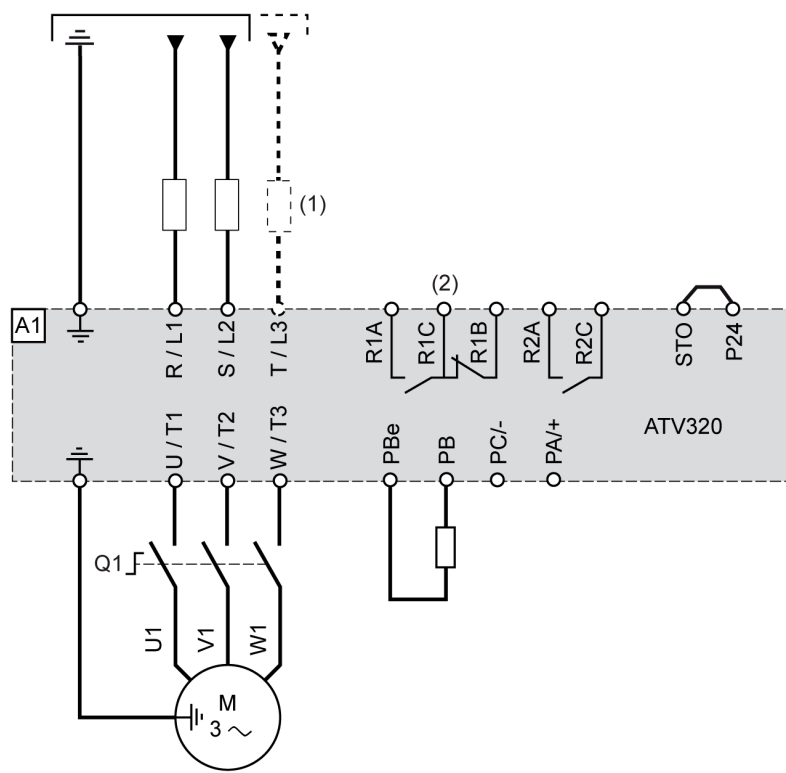 (1)
(2)
A1
R / L1
S / L2
T / L3
R1A
R1C
R1B
R2A
R2C
STO
P24
ATV320
U / T1
V / T2
W / T3
PBe
PB
PC/-
PA/+
Q1
U1
V1
W1
M
3 ~